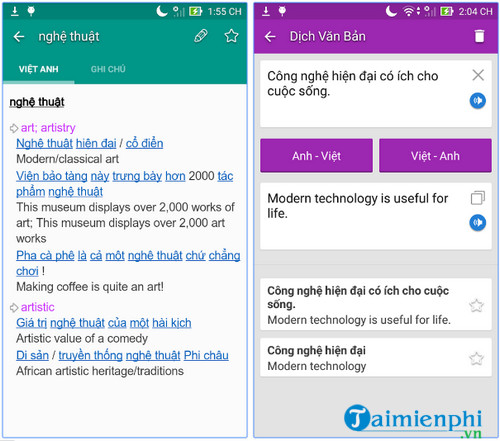 1:55 CH
nghệ thuật
VIỆT ANH
GHI CHÚ
nghệ thuật
art; artistry
Nghệ thuật hiện đại / cổ điển
Modern/classical art
Viện bảo tàng này trưng bày hơn 2000 tác
phẩm nghệ thuật
This museum displays over 2,000 works of
art; This museum displays over 2,000 art
works
Pha cà phê là cả một nghệ thuật chứ chẳng
chơi !
Making coffee is quite an art!
artistic
Giá trị nghệ thuật của một hài kịch
Artistic value of a comedy
Di sản / truyền thống nghệ thuật Phi châu
African artistic heritage/traditions
2:04 CH
Dịch Văn Bản
Công nghệ hiện đại có ích cho
cuộc sống.
Anh - Việt
Việt - Anh
Modern technology is useful for
life.
Công nghệ hiện đại có ích cho cuộc
sống.
Modern technology is useful for life.
Công nghệ hiện đại
Modern technology
Taimienphi
.vn